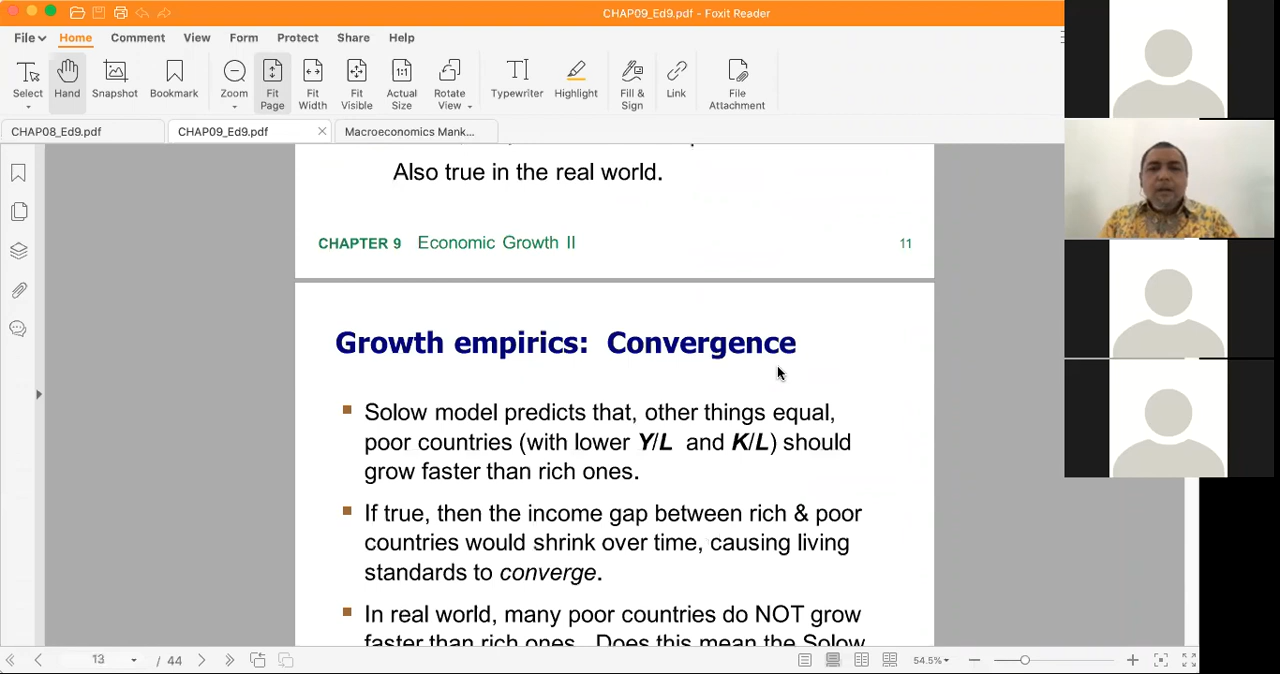 CHAP09_Ed9.pdf - Foxit Reader
File Home Comment View Form Protect Share Help
Select Hand Snapshot Bookmark Zoom Fit Page Fit Width Fit Visible Actual Size Rotate View Typewriter Highlight Fill & Sign Link File Attachment
CHAP08_Ed9.pdf CHAP09_Ed9.pdf Macroeconomics Mank...
Also true in the real world.
CHAPTER 9 Economic Growth II 11
Growth empirics: Convergence
Solow model predicts that, other things equal,
poor countries (with lower Y/L and K/L) should
grow faster than rich ones.
If true, then the income gap between rich & poor
countries would shrink over time, causing living
standards to converge.
In real world, many poor countries do NOT grow
faster than rich ones. Does this mean the Solow
13 / 44 54.5%